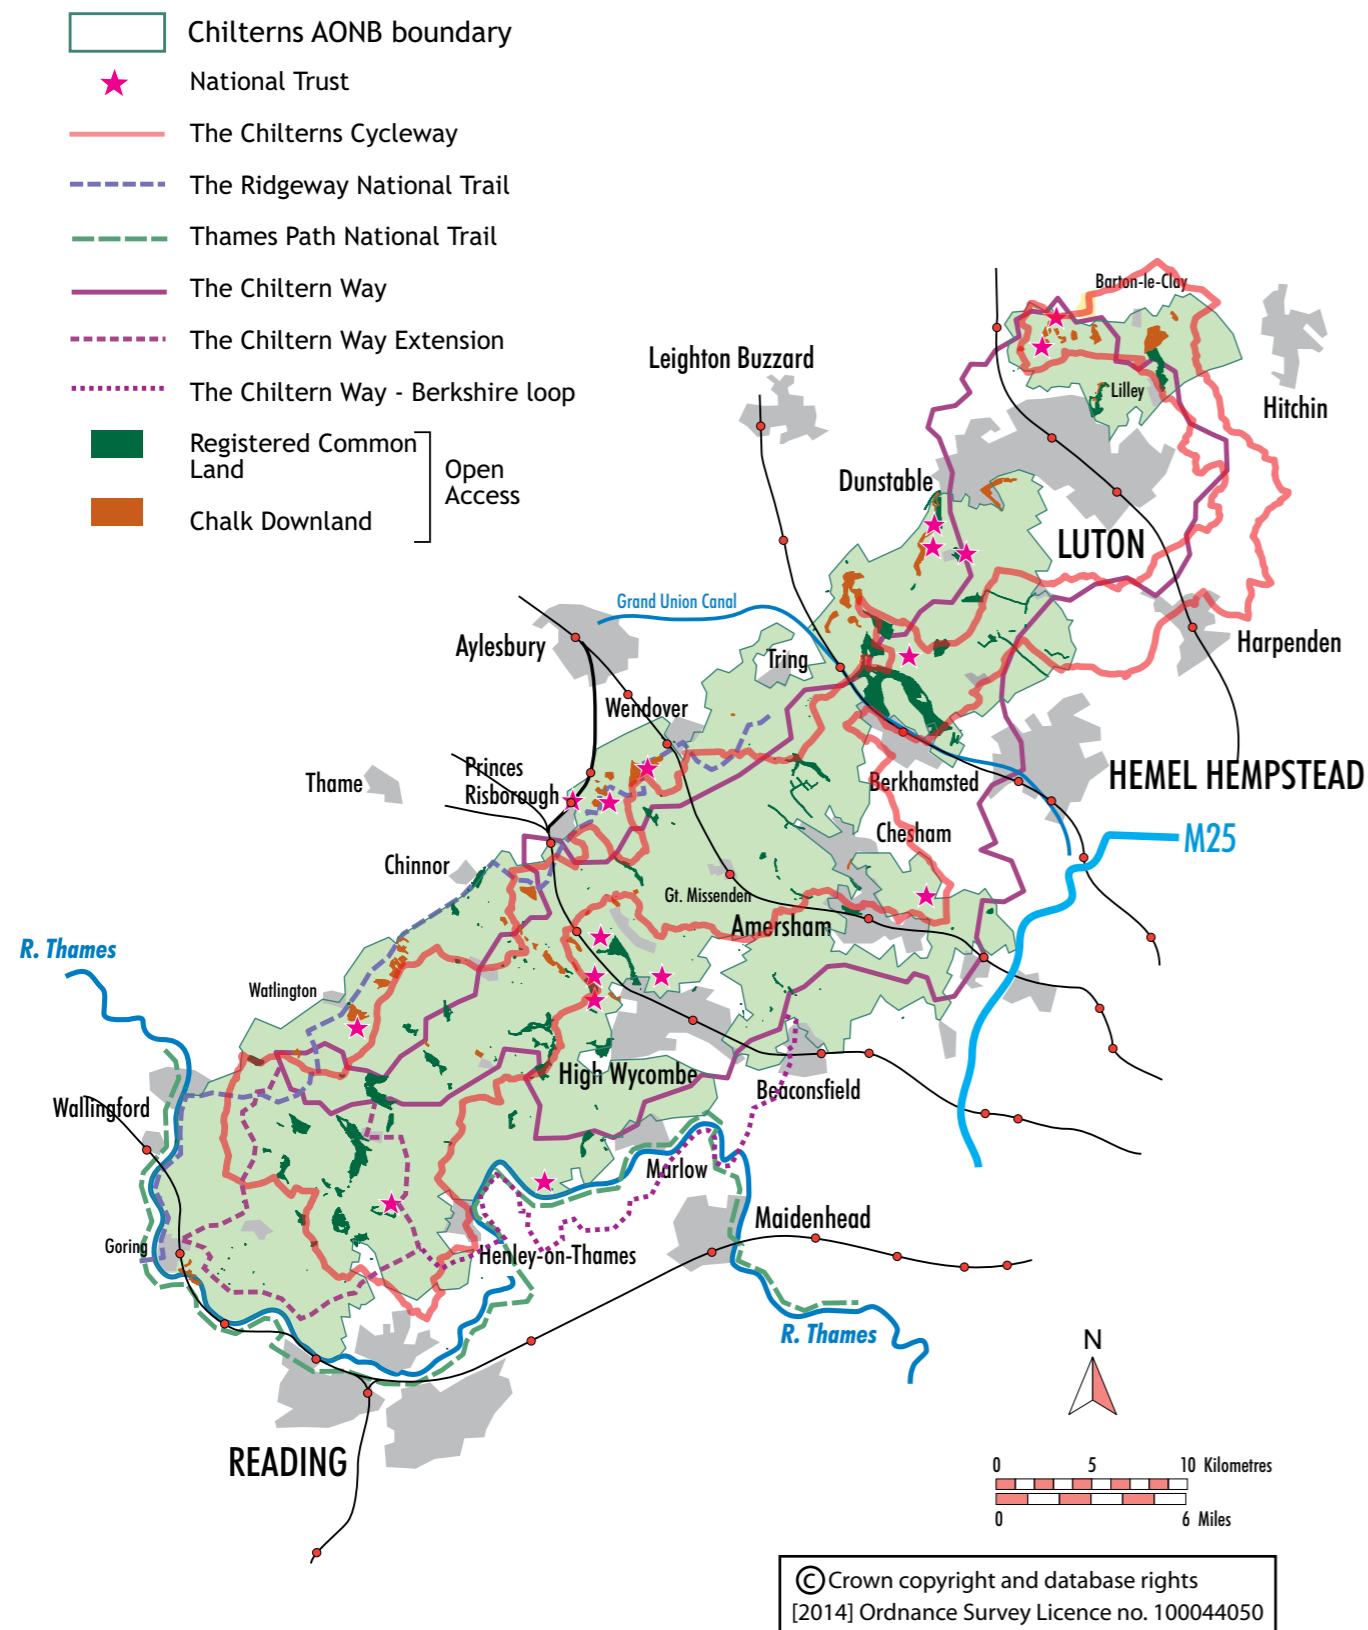 Chilterns AONB boundary
National Trust
The Chilterns Cycleway
The Ridgeway National Trail
Thames Path National Trail
The Chiltern Way
The Chiltern Way Extension
The Chiltern Way - Berkshire loop
Registered Common
Land
Open
Access
Chalk Downland
Barton-le-Clay
Leighton Buzzard
Lilley
Hitchin
Dunstable
LUTON
Grand Union Canal
Aylesbury
Harpenden
Tring
Wendover
Princes
Risborough
Thame
Berkhamsted
HEMEL HEMPSTEAD
Chesham
M25
Chinnor
Gt. Missenden
Amersham
R. Thames
Watlington
High Wycombe
Beaconsfield
Wallingford
Marlow
Maidenhead
Goring
Henley-on-Thames
R. Thames
N
READING
0 5 10 Kilometres
0 6 Miles
© Crown copyright and database rights
[2014] Ordnance Survey Licence no. 100044050